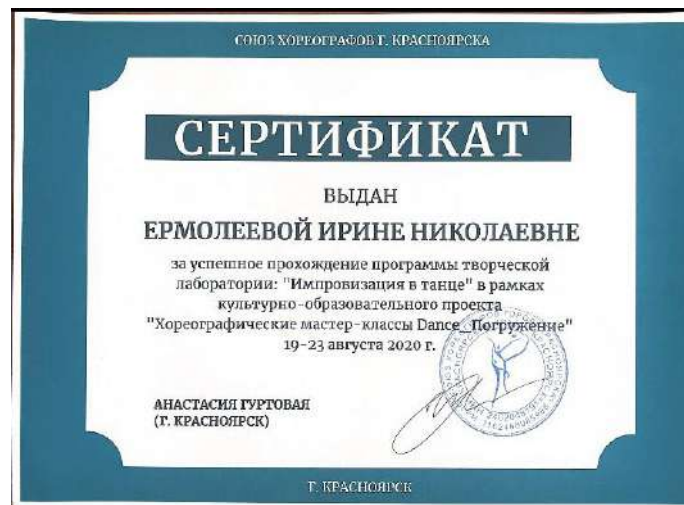 СОЮЗ ХОРЕОГРАФОВ Г. КРАСНОЯРСКА
СЕРТИФИКАТ
ВЫДАН
ЕРМОЛЕЕВОЙ ИРИНЕ НИКОЛАЕВНЕ
за успешное прохождение программы творческой
лаборатории: "Импровизация в танце" в рамках
культурно-образовательного проекта
"Хореографические мастер-классы Dance_Погружение"
19-23 августа 2020 г.
АНАСТАСИЯ ГУРТОВАЯ
(Г. КРАСНОЯРСК)
Г. КРАСНОЯРСК